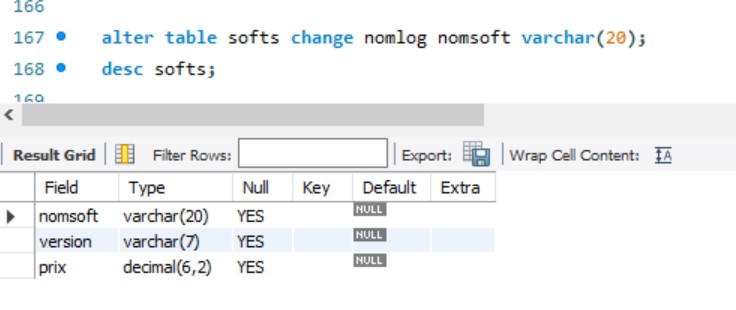 166
167 alter table softs change nomlog nomsoft varchar(20);
168 desc softs;
169
Result Grid Filter Rows: Export: Wrap Cell Content: IA
Field Type Null Key Default Extra
nomsoft varchar(20) YES NULL
version varchar(7) YES NULL
prix decimal(6,2) YES NULL